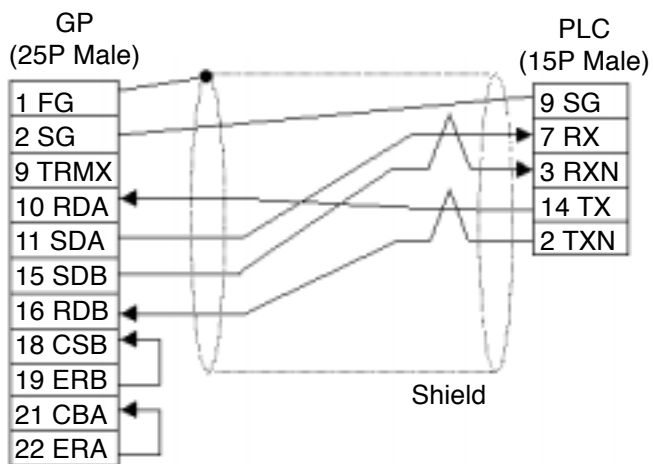 GP
(25P Male)
1 FG
2 SG
9 TRMX
10 RDA
11 SDA
15 SDB
16 RDB
18 CSB
19 ERB
21 CBA
22 ERA
PLC
(15P Male)
9 SG
7 RX
3 RXN
14 TX
2 TXN
Shield